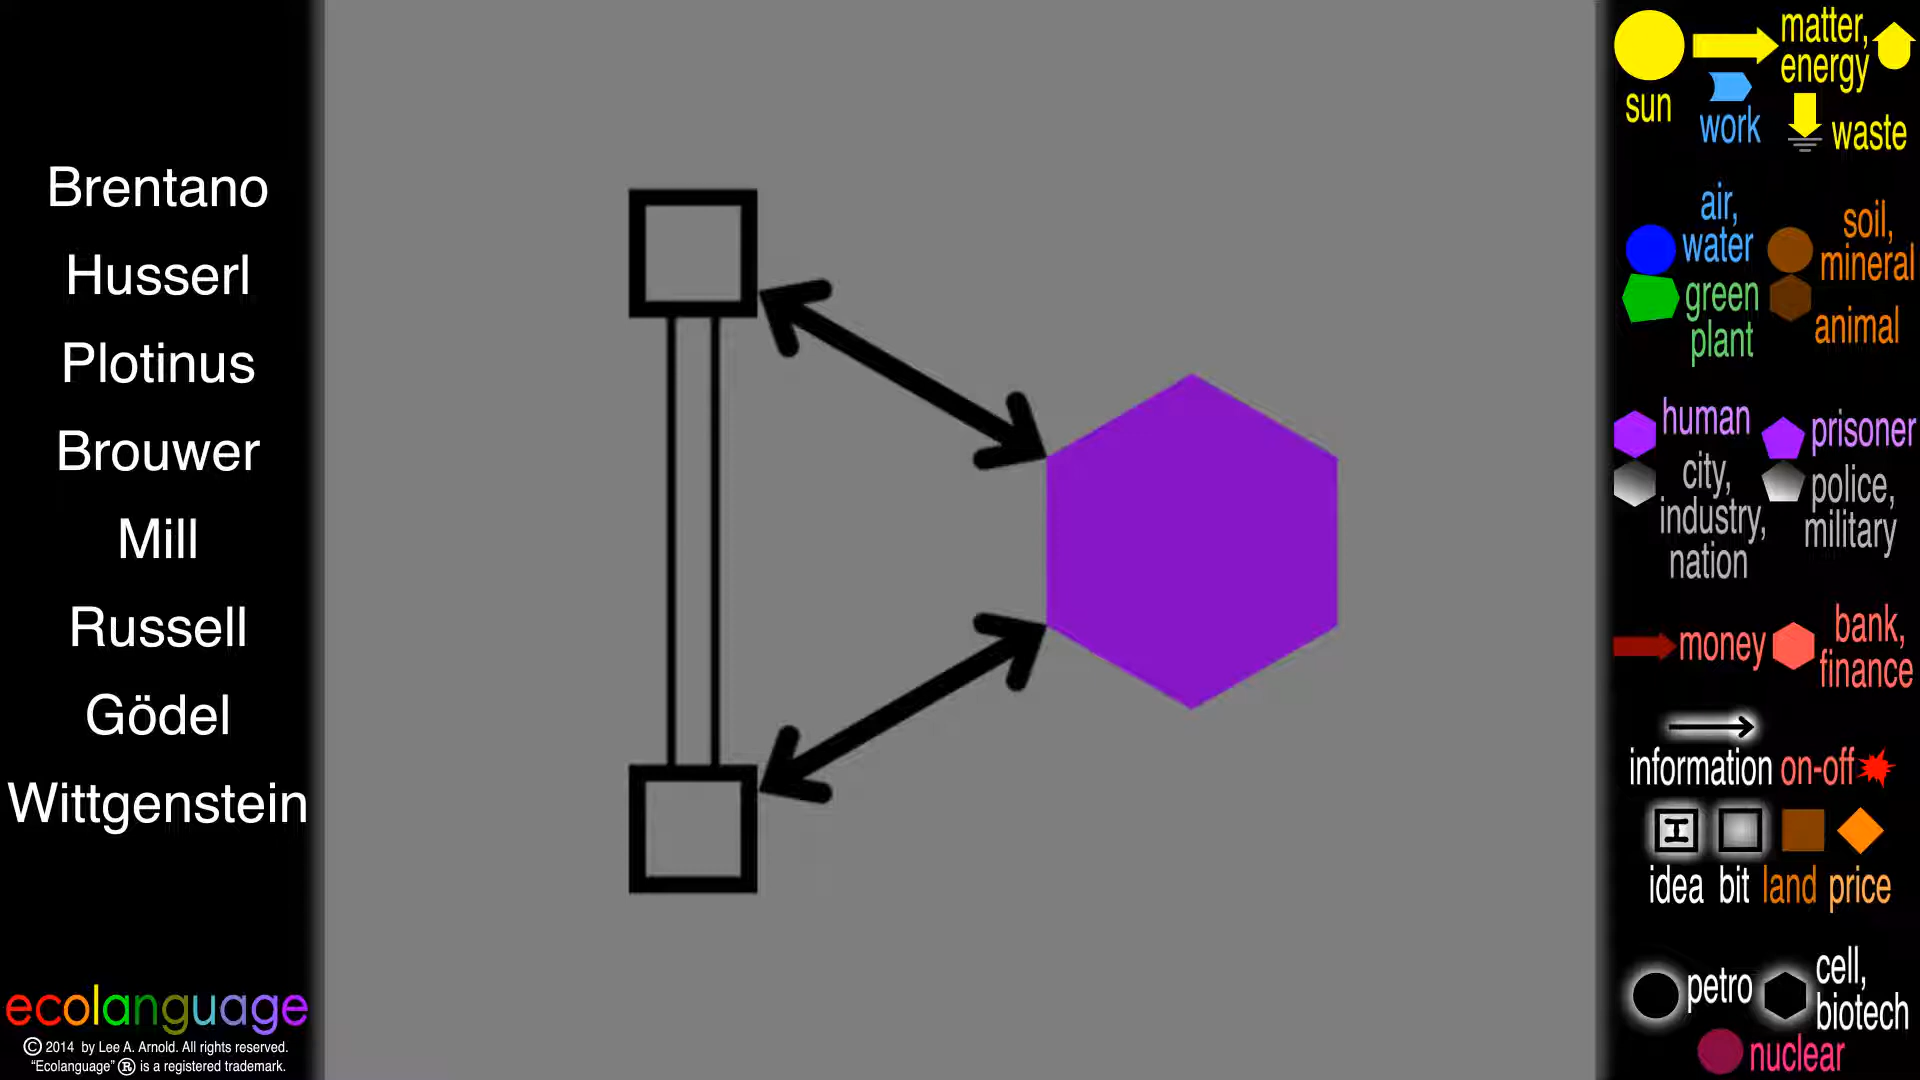 Brentano
Husserl
Plotinus
Brouwer
Mill
Russell
Gödel
Wittgenstein
ecolanguage
© 2014 by Lee A. Arnold. All rights reserved.
“Ecolanguage” ® is a registered trademark.
sun
matter,
energy
work
waste
air,
water
soil,
mineral
green
plant
animal
human
prisoner
city,
industry,
nation
police,
military
money
bank,
finance
information
on-off
idea
bit
land
price
petro
cell,
biotech
nuclear